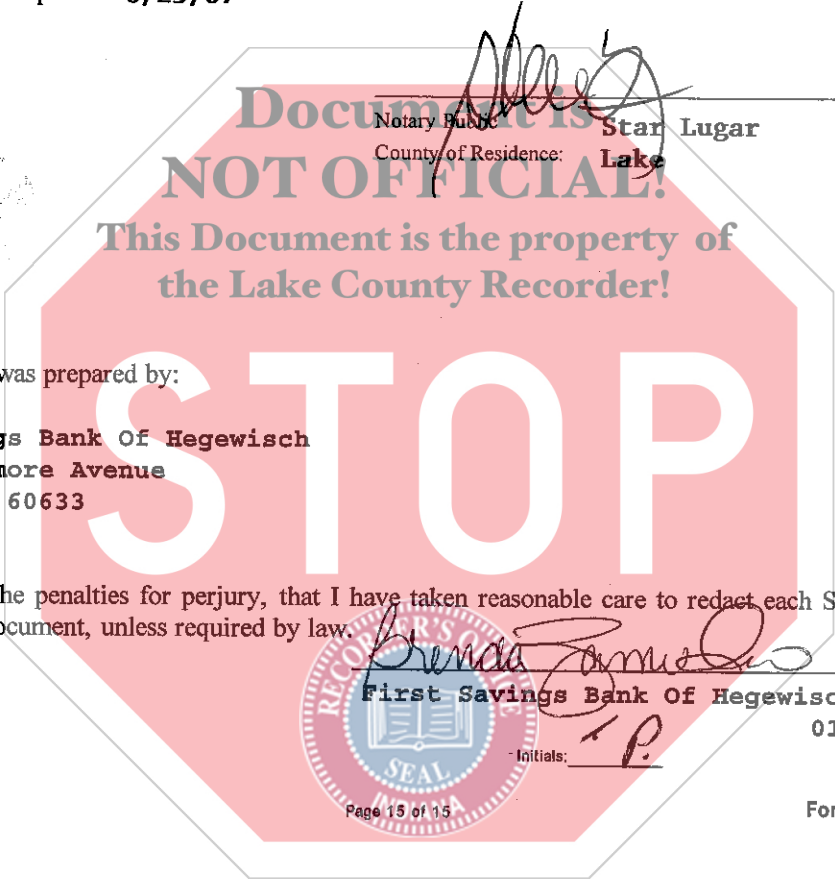 Document is
Notary Public Star Lugar
County of Residence: Lake
NOT OFFICIAL!
This Document is the property of
the Lake County Recorder!
STOP
was prepared by:
gs Bank Of Hegewisch
more Avenue
60633
he penalties for perjury, that I have taken reasonable care to redact each S
ocument, unless required by law.
Brenda
First Savings Bank Of Hegewisc
01
Initials: T P.
RECORDER'S OFFICE
SEAL
INDIANA
Page 15 of 15
For